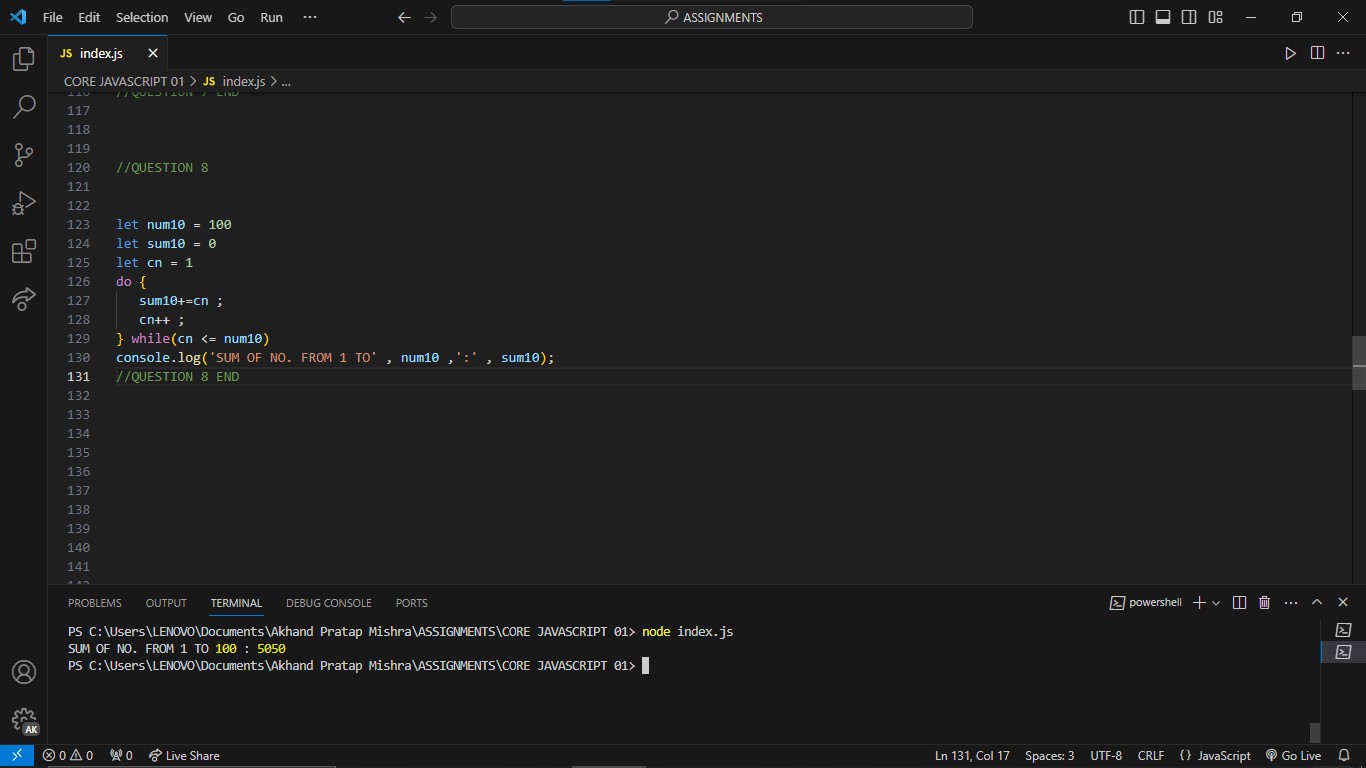 File Edit Selection View Go Run ··· ASSIGNMENTS
JS index.js
CORE JAVASCRIPT 01 > JS index.js > ...
116 //QUESTION 7 END
117
118
119
120 //QUESTION 8
121
122
123 let num10 = 100
124 let sum10 = 0
125 let cn = 1
126 do {
127 sum10+=cn ;
128 cn++ ;
129 } while(cn <= num10)
130 console.log('SUM OF NO. FROM 1 TO' , num10 ,':' , sum10);
131 //QUESTION 8 END
132
133
134
135
136
137
138
139
140
141
142
PROBLEMS OUTPUT TERMINAL DEBUG CONSOLE PORTS powershell
PS C:\Users\LENOVO\Documents\Akhand Pratap Mishra\ASSIGNMENTS\CORE JAVASCRIPT 01> node index.js
SUM OF NO. FROM 1 TO 100 : 5050
PS C:\Users\LENOVO\Documents\Akhand Pratap Mishra\ASSIGNMENTS\CORE JAVASCRIPT 01>
AK
0 0 0 Live Share Ln 131, Col 17 Spaces: 3 UTF-8 CRLF {} JavaScript Go Live